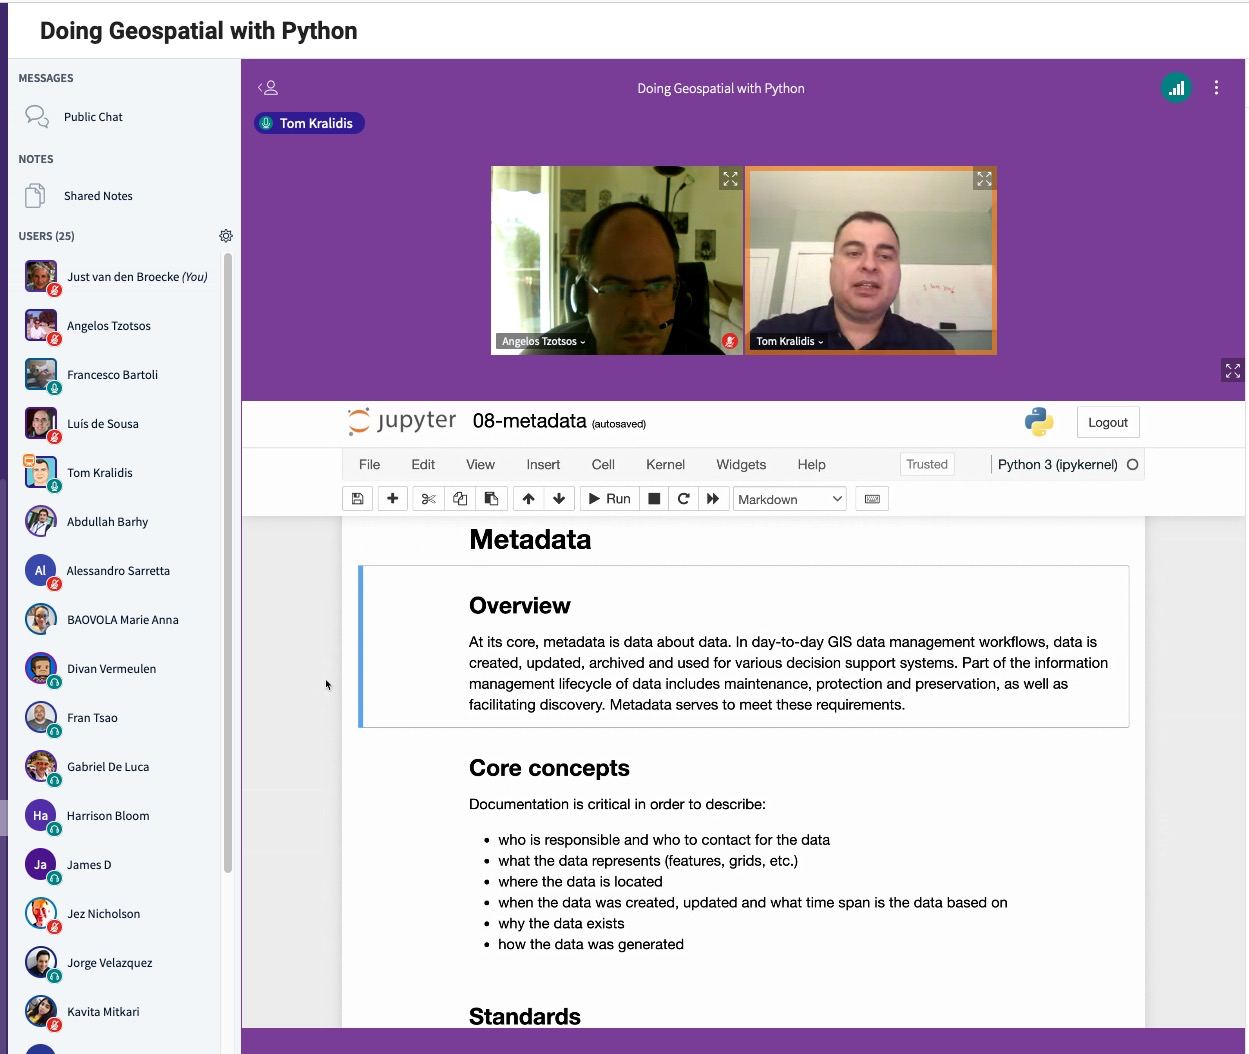 Doing Geospatial with Python
MESSAGES
Public Chat
NOTES
Shared Notes
USERS (25)
Just van den Broecke (You)
Angelos Tzotsos
Francesco Bartoli
Luís de Sousa
Tom Kralidis
Abdullah Barhy
Al Alessandro Sarretta
BAOVOLA Marie Anna
Divan Vermeulen
Fran Tsao
Gabriel De Luca
Ha Harrison Bloom
Ja James D
Jez Nicholson
Jorge Velazquez
Kavita Mitkari
Doing Geospatial with Python
Tom Kralidis
Angelos Tzotsos
Tom Kralidis
jupyter 08-metadata (autosaved)
Logout
File Edit View Insert Cell Kernel Widgets Help Trusted Python 3 (ipykernel)
Run Markdown
Metadata
Overview
At its core, metadata is data about data. In day-to-day GIS data management workflows, data is
created, updated, archived and used for various decision support systems. Part of the information
management lifecycle of data includes maintenance, protection and preservation, as well as
facilitating discovery. Metadata serves to meet these requirements.
Core concepts
Documentation is critical in order to describe:
• who is responsible and who to contact for the data
• what the data represents (features, grids, etc.)
• where the data is located
• when the data was created, updated and what time span is the data based on
• why the data exists
• how the data was generated
Standards